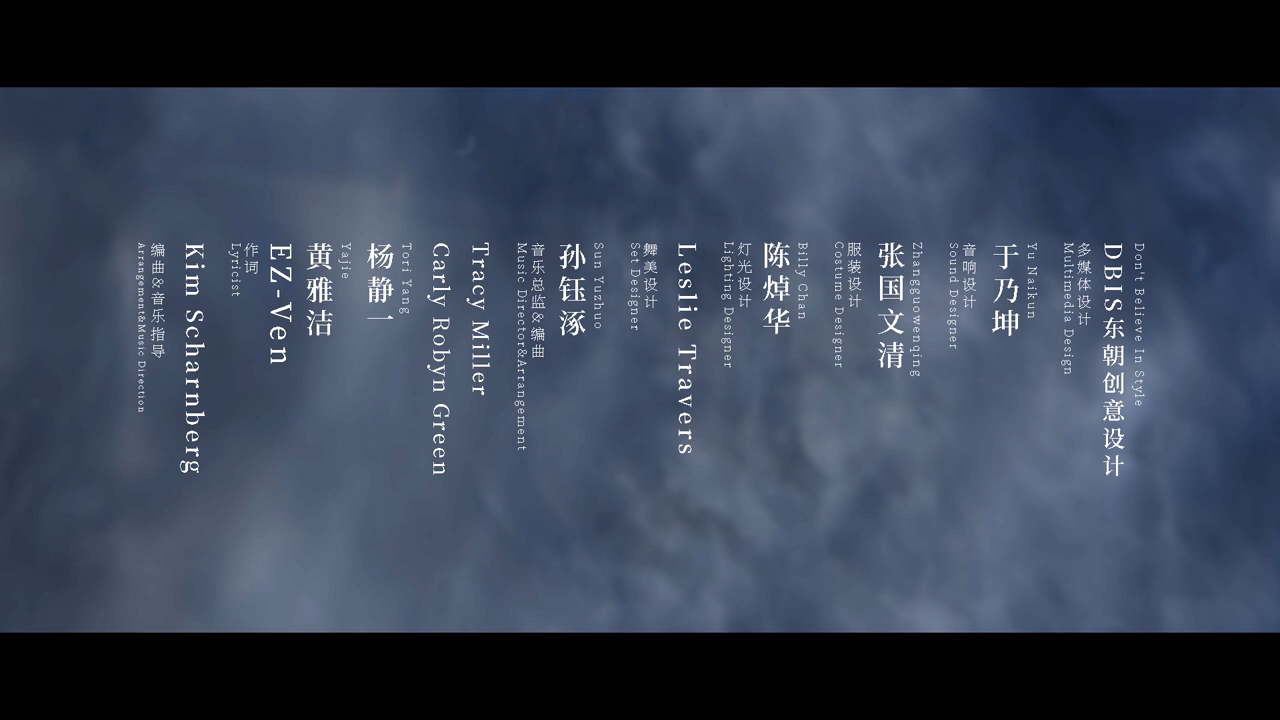 Arrangement&Music Direction
编曲&音乐指导
Kim Scharnberg
Lyricist
作词
EZ-Ven
黄雅洁
Yajie
杨静一
Tori Yang
Carly Robyn Green
Tracy Miller
Music Director&Arrangement
音乐总监&编曲
孙钰涿
Sun Yuzhuo
Set Designer
舞美设计
Leslie Travers
Lighting Designer
灯光设计
陈焯华
Billy Chan
Costume Designer
服装设计
张国文清
Zhangguowenqing
Sound Designer
音响设计
于乃坤
Yu Naikun
Multimedia Design
多媒体设计
DBIS东朝创意设计
Don't Believe In Style